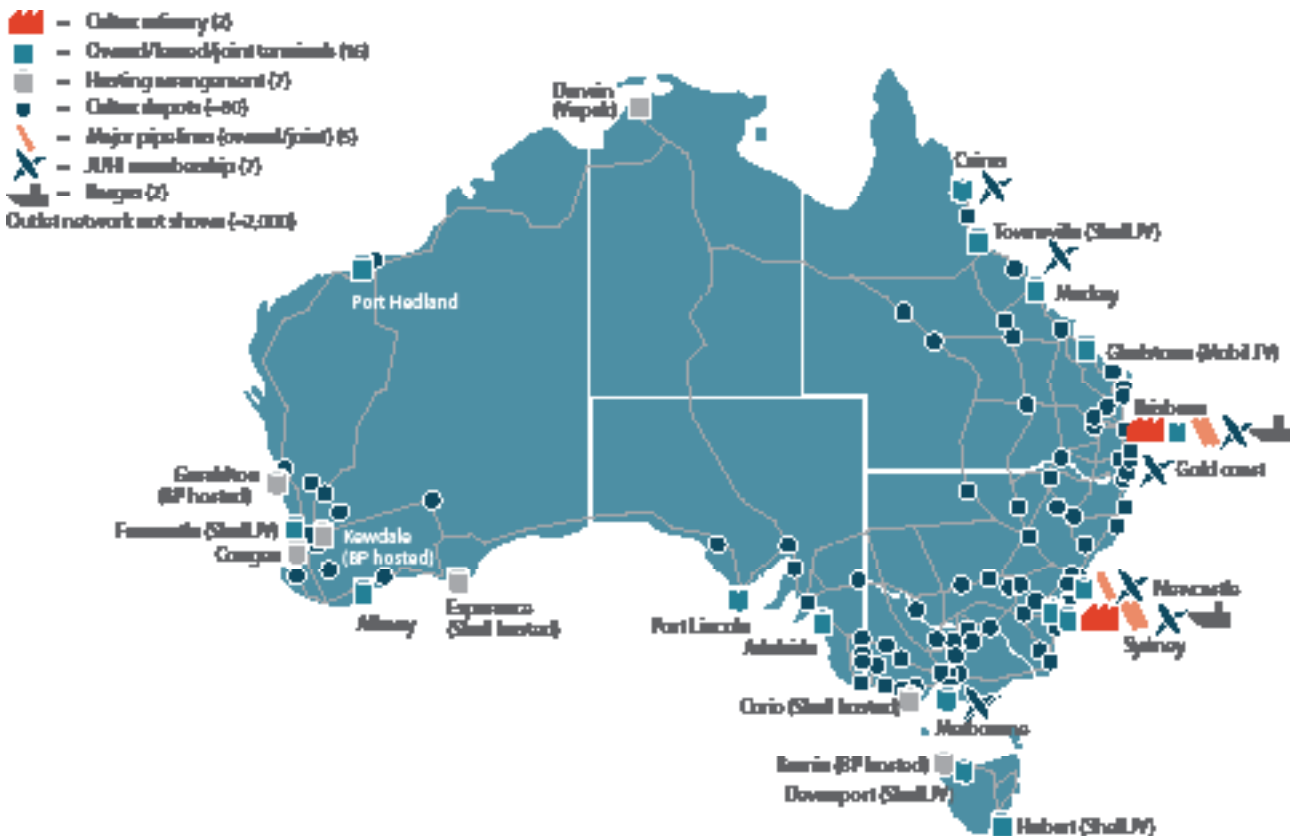 – Caltex refinery (2)
– Owned/leased/joint terminals (16)
– Hosting arrangement (7)
– Caltex depots (~80)
– Major pipelines (owned/joint) (5)
– JUHI membership (7)
– Barges (2)
Outlet network not shown (~2,000)
Darwin
(Vopak)
Cairns
Townsville (Shell JV)
Port Hedland
Mackay
Gladstone (Mobil JV)
Brisbane
Gold coast
Geraldton
(BP hosted)
Fremantle (Shell JV)
Kewdale
(BP hosted)
Coogee
Newcastle
Esperance
(Shell hosted)
Albany
Port Lincoln
Adelaide
Sydney
Corio (Shell hosted)
Melbourne
Burnie (BP hosted)
Devonport (Shell JV)
Hobart (Shell JV)